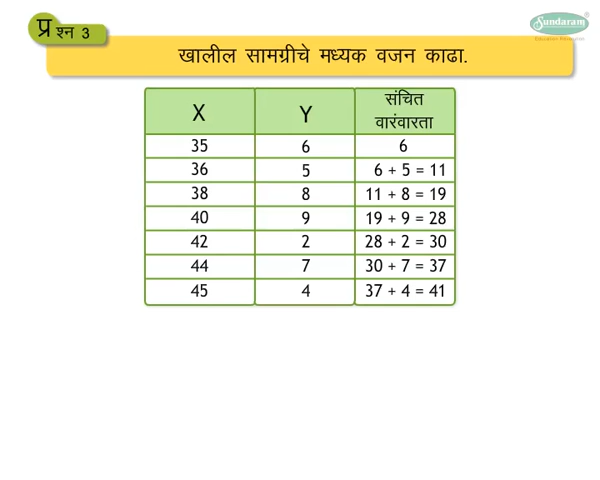 प्रश्न 3
Sundaram®
खालील सामग्रीचे मध्यक वजन काढा.
X Y संचित वारंवारता
35 6 6
36 5 6 + 5 = 11
38 8 11 + 8 = 19
40 9 19 + 9 = 28
42 2 28 + 2 = 30
44 7 30 + 7 = 37
45 4 37 + 4 = 41